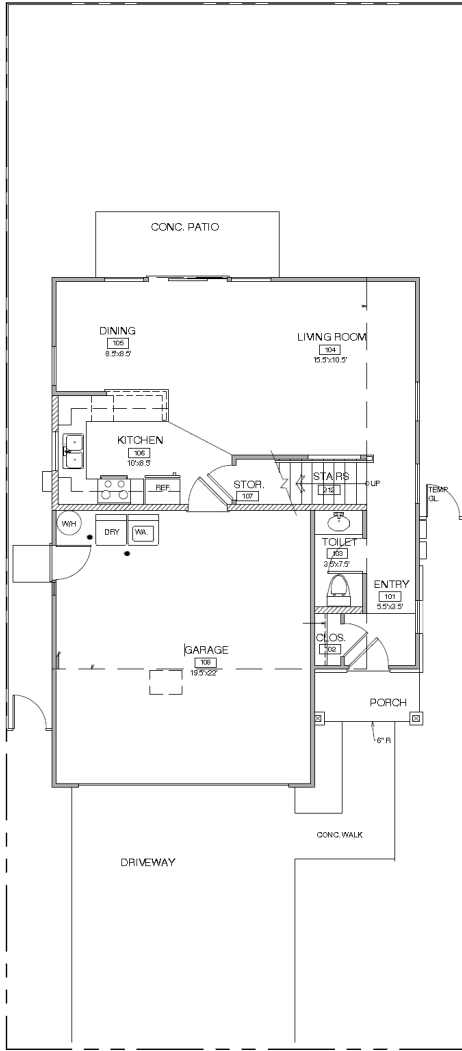 CONC. PATIO
DINING
105
8.5'x8.5'
LIVING ROOM
104
15.5'x10.5'
KITCHEN
106
10'x8.5'
REF.
STOR.
107
STAIRS
212
UP
TEMP.
GL.
W/H
DRY
WA.
TOILET
103
3.5'x7.5'
ENTRY
101
5.5'x3.5'
CLOS.
102
GARAGE
108
19.5'x22'
PORCH
6" R
CONC. WALK
DRIVEWAY